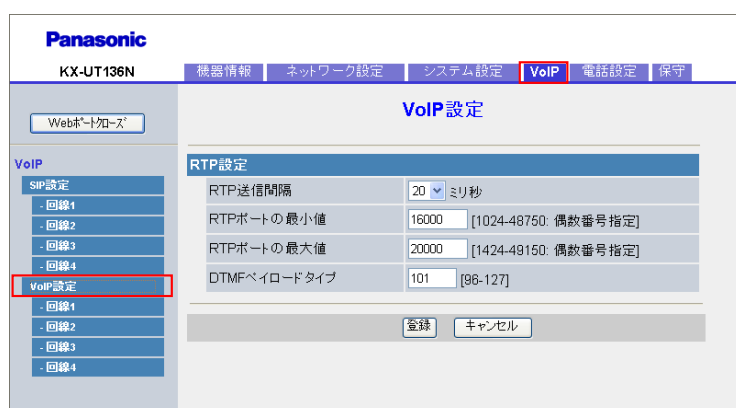 Panasonic
KX-UT136N
機器情報 ネットワーク設定 システム設定 VoIP 電話設定 保守
Webﾎﾟｰﾄｸﾛｰｽﾞ
VoIP
SIP設定
- 回線1
- 回線2
- 回線3
- 回線4
VoIP設定
- 回線1
- 回線2
- 回線3
- 回線4
VoIP設定
RTP設定
RTP送信間隔 20 ミリ秒
RTPポートの最小値 16000 [1024-48750: 偶数番号指定]
RTPポートの最大値 20000 [1424-49150: 偶数番号指定]
DTMFペイロードタイプ 101 [96-127]
登録 キャンセル